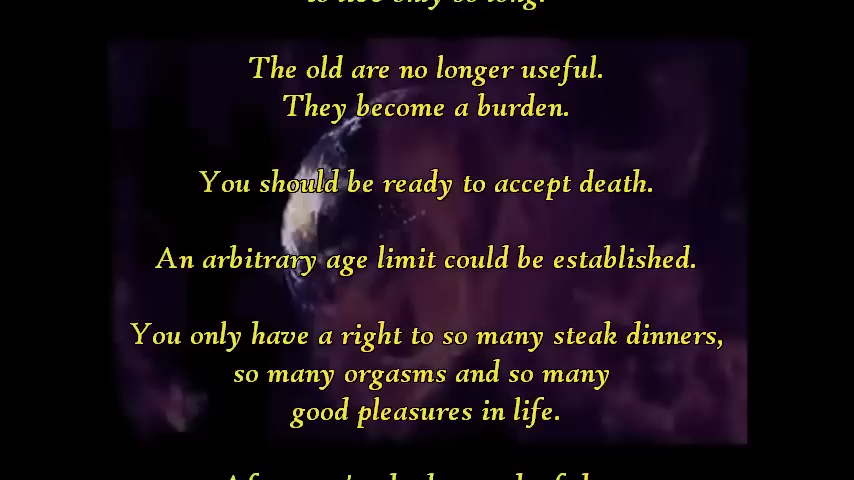 The old are no longer useful.
They become a burden.
You should be ready to accept death.
An arbitrary age limit could be established.
You only have a right to so many steak dinners,
so many orgasms and so many
good pleasures in life.